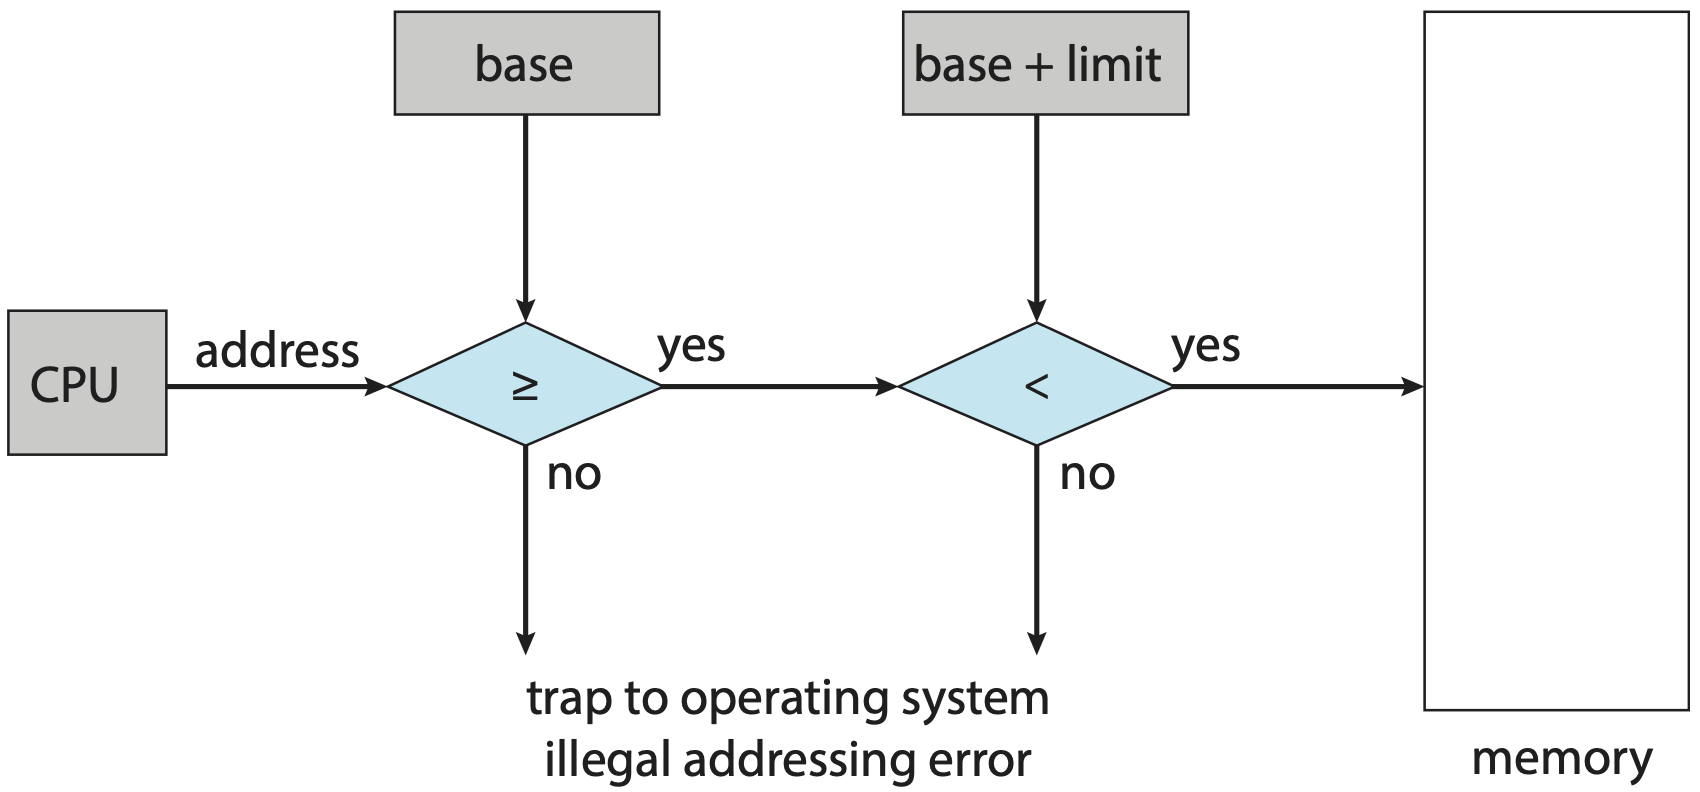 base
base + limit
CPU
address
≥
yes
<
yes
no
no
trap to operating system
illegal addressing error
memory